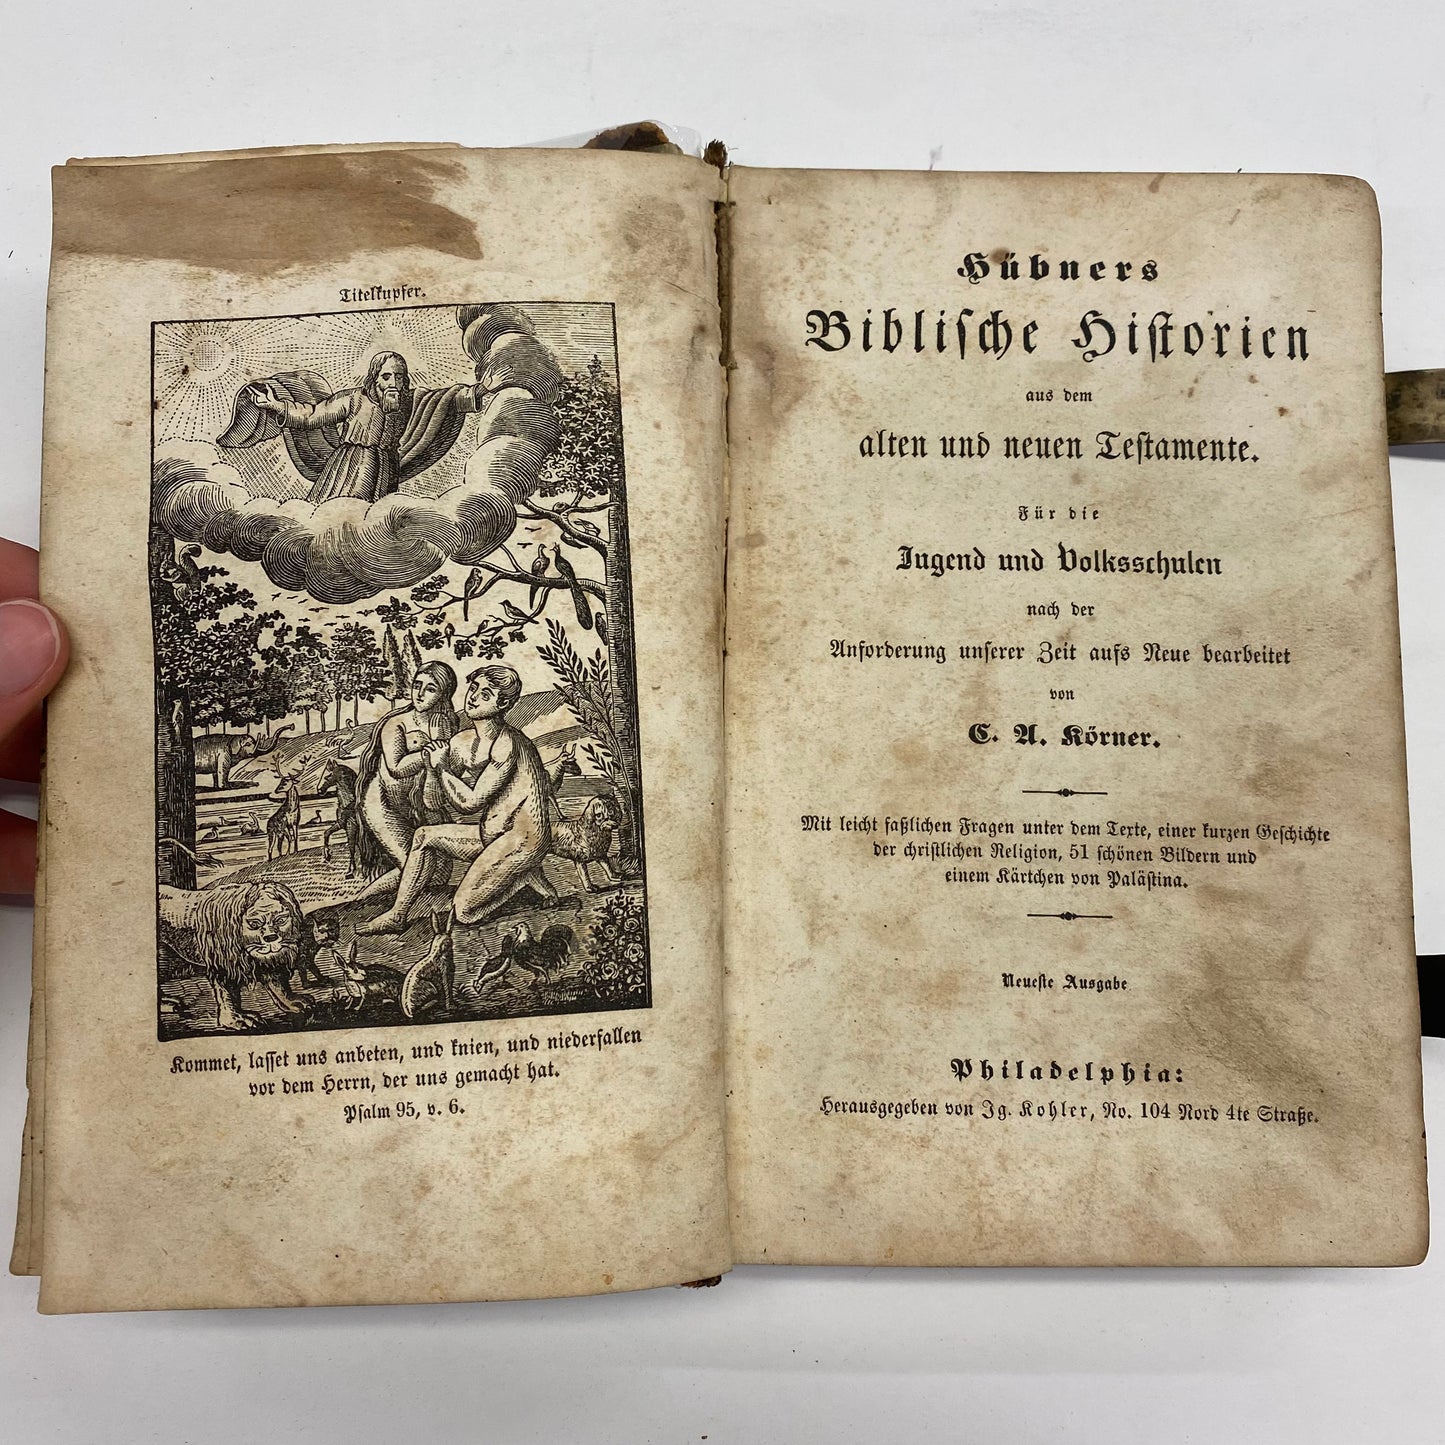 Titelkupfer.
Kommet, lasset uns anbeten, und knien, und niederfallen
vor dem Herrn, der uns gemacht hat.
Psalm 95, v. 6.
Hübners
Biblische Historien
aus dem
alten und neuen Testamente.
Für die
Jugend und Volksschulen
nach der
Anforderung unserer Zeit aufs Neue bearbeitet
von
C. A. Körner.
Mit leicht faßlichen Fragen unter dem Texte, einer kurzen Geschichte
der christlichen Religion, 51 schönen Bildern und
einem Kärtchen von Palästina.
Neueste Ausgabe
Philadelphia:
Herausgegeben von Ig. Kohler, No. 104 Nord 4te Straße.